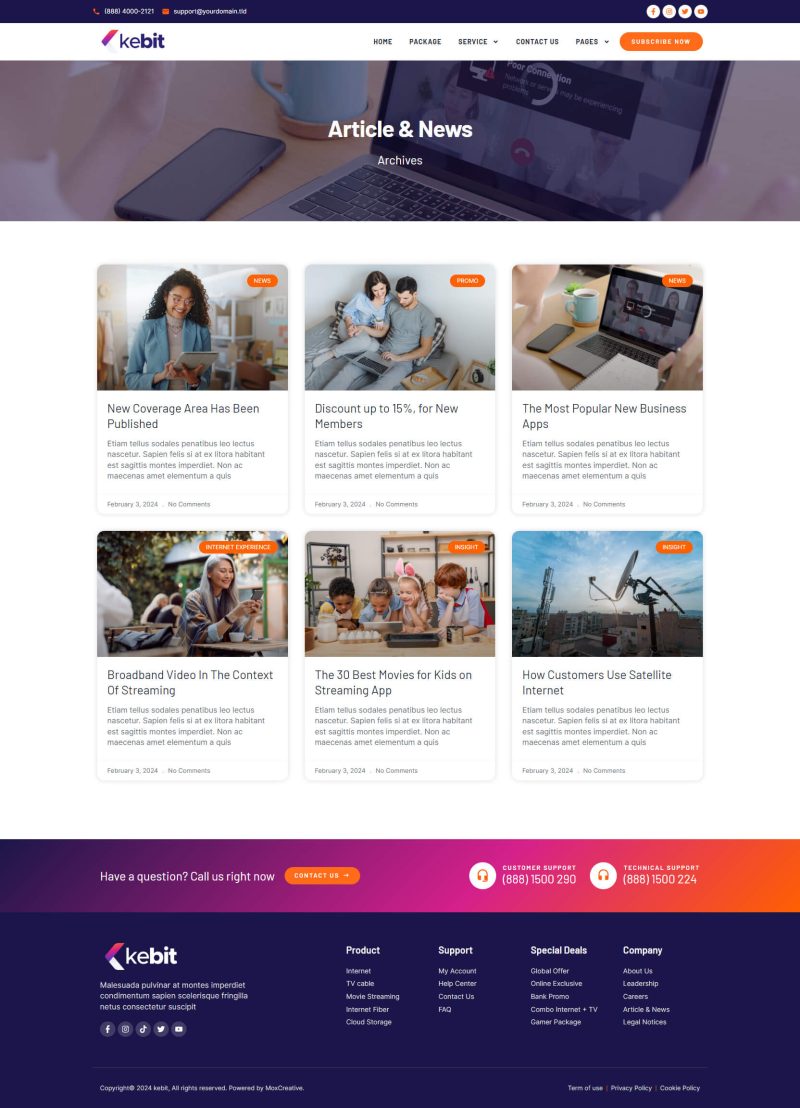 (888) 4000-2121 support@yourdomain.tld
kebit
HOME PACKAGE SERVICE CONTACT US PAGES SUBSCRIBE NOW
Poor Connection
Network or server may be experiencing
problems
Article & News
Archives
NEWS
New Coverage Area Has Been
Published
Etiam tellus sodales penatibus leo lectus
nascetur. Sapien felis si at ex litora habitant
est sagittis montes imperdiet. Non ac
maecenas amet elementum a quis
February 3, 2024 . No Comments
PROMO
Discount up to 15%, for New
Members
Etiam tellus sodales penatibus leo lectus
nascetur. Sapien felis si at ex litora habitant
est sagittis montes imperdiet. Non ac
maecenas amet elementum a quis
February 3, 2024 . No Comments
NEWS
The Most Popular New Business
Apps
Etiam tellus sodales penatibus leo lectus
nascetur. Sapien felis si at ex litora habitant
est sagittis montes imperdiet. Non ac
maecenas amet elementum a quis
February 3, 2024 . No Comments
INTERNET EXPERIENCE
Broadband Video In The Context
Of Streaming
Etiam tellus sodales penatibus leo lectus
nascetur. Sapien felis si at ex litora habitant
est sagittis montes imperdiet. Non ac
maecenas amet elementum a quis
February 3, 2024 . No Comments
INSIGHT
The 30 Best Movies for Kids on
Streaming App
Etiam tellus sodales penatibus leo lectus
nascetur. Sapien felis si at ex litora habitant
est sagittis montes imperdiet. Non ac
maecenas amet elementum a quis
February 3, 2024 . No Comments
INSIGHT
How Customers Use Satellite
Internet
Etiam tellus sodales penatibus leo lectus
nascetur. Sapien felis si at ex litora habitant
est sagittis montes imperdiet. Non ac
maecenas amet elementum a quis
February 3, 2024 . No Comments
Have a question? Call us right now
CONTACT US →
CUSTOMER SUPPORT
(888) 1500 290
TECHNICAL SUPPORT
(888) 1500 224
kebit
Malesuada pulvinar at montes imperdiet
condimentum sapien scelerisque fringilla
netus consectetur suscipit
Product
Internet
TV cable
Movie Streaming
Internet Fiber
Cloud Storage
Support
My Account
Help Center
Contact Us
FAQ
Special Deals
Global Offer
Online Exclusive
Bank Promo
Combo Internet + TV
Gamer Package
Company
About Us
Leadership
Careers
Article & News
Legal Notices
Copyright© 2024 kebit, All rights reserved. Powered by MoxCreative.
Term of use | Privacy Policy | Cookie Policy